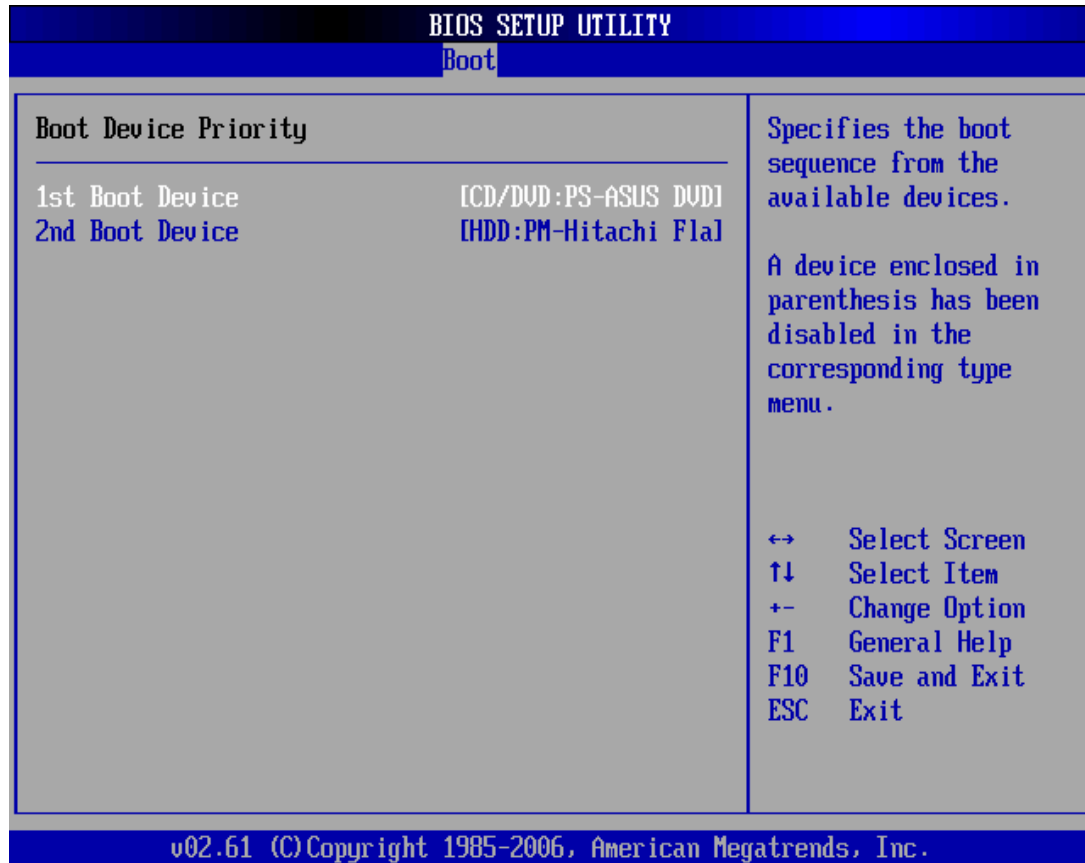 BIOS SETUP UTILITY
Boot
Boot Device Priority
1st Boot Device [CD/DVD:PS-ASUS DVD]
2nd Boot Device [HDD:PM-Hitachi Fla]
Specifies the boot
sequence from the
available devices.
A device enclosed in
parenthesis has been
disabled in the
corresponding type
menu.
↔ Select Screen
↑↓ Select Item
+- Change Option
F1 General Help
F10 Save and Exit
ESC Exit
v02.61 (C)Copyright 1985-2006, American Megatrends, Inc.